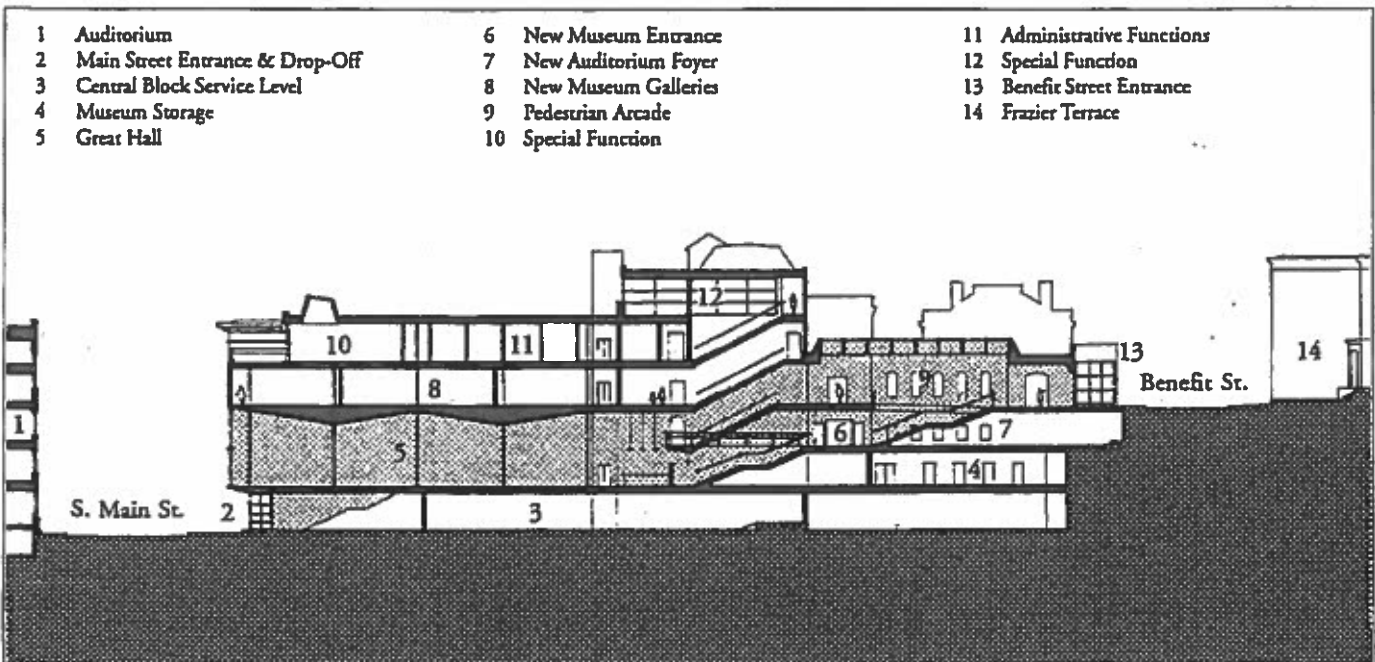 1 Auditorium
2 Main Street Entrance & Drop-Off
3 Central Block Service Level
4 Museum Storage
5 Great Hall
6 New Museum Entrance
7 New Auditorium Foyer
8 New Museum Galleries
9 Pedestrian Arcade
10 Special Function
11 Administrative Functions
12 Special Function
13 Benefit Street Entrance
14 Frazier Terrace
12
10
11
13
14
9
Benefit St.
8
1
6
7
5
4
S. Main St.
2
3